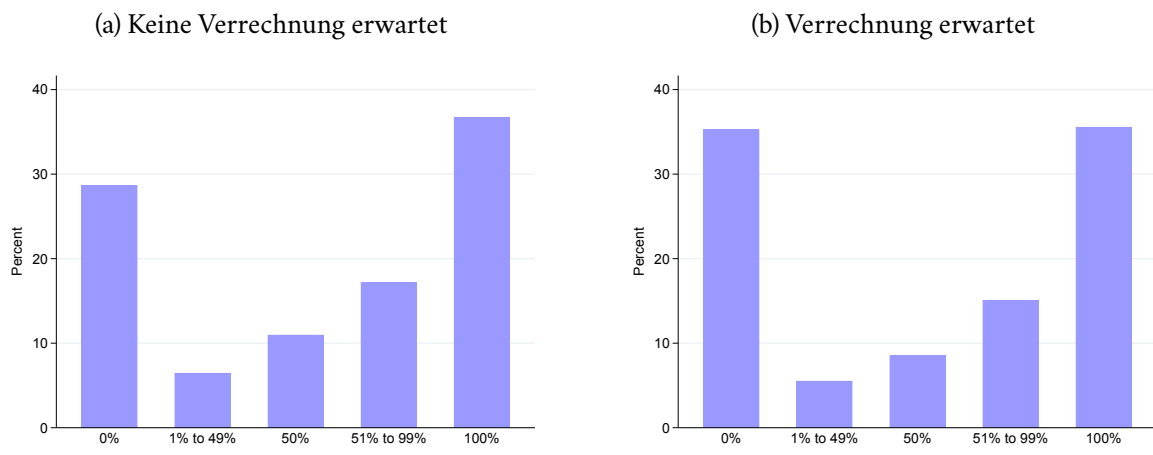 (a) Keine Verrechnung erwartet
40
30
20
10
0
Percent
0% 1% to 49% 50% 51% to 99% 100%
(b) Verrechnung erwartet
40
30
20
10
0
Percent
0% 1% to 49% 50% 51% to 99% 100%